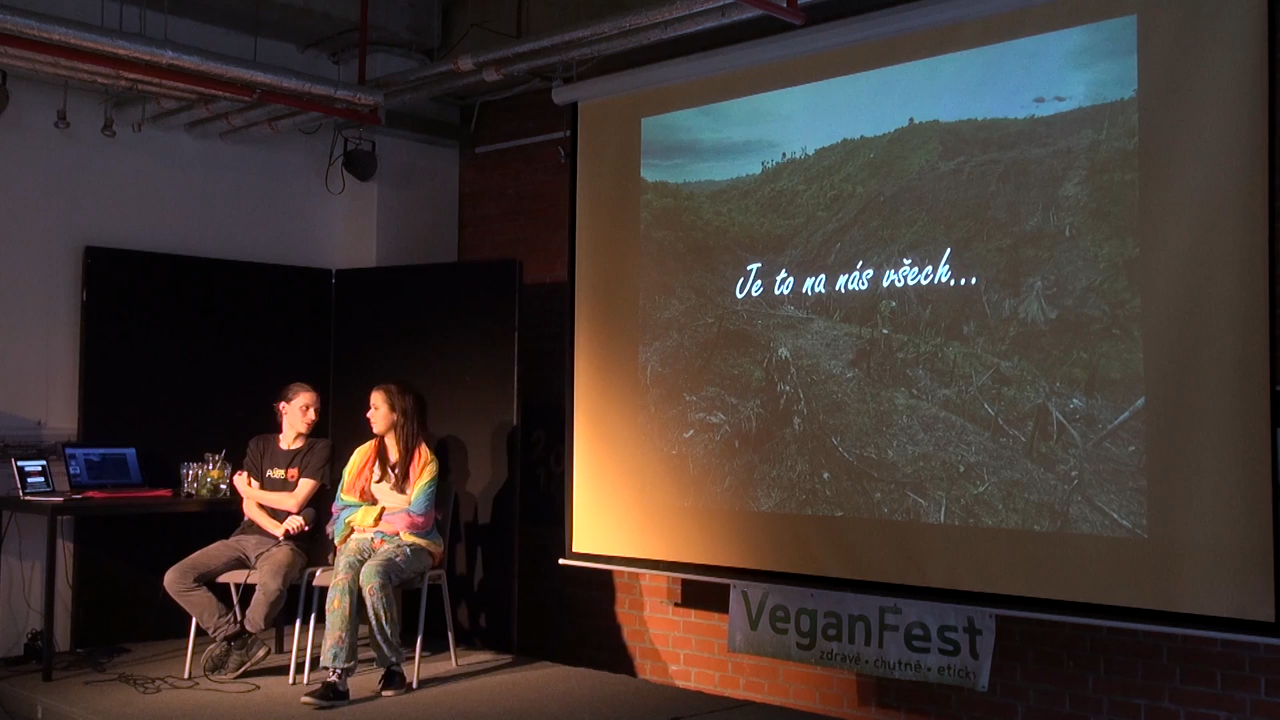 Je to na nás všech...
VeganFest
zdravě • chutně • eticky